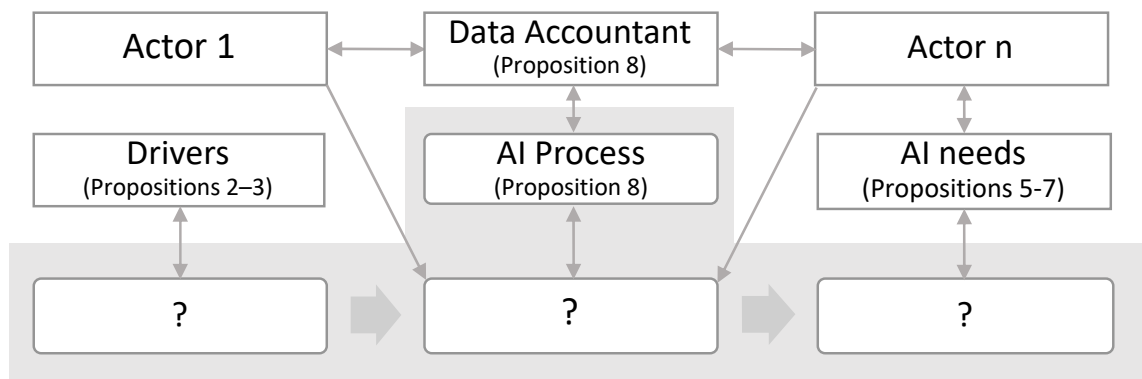 Actor 1
Data Accountant
(Proposition 8)
Actor n
Drivers
(Propositions 2–3)
AI Process
(Proposition 8)
AI needs
(Propositions 5-7)
?
?
?